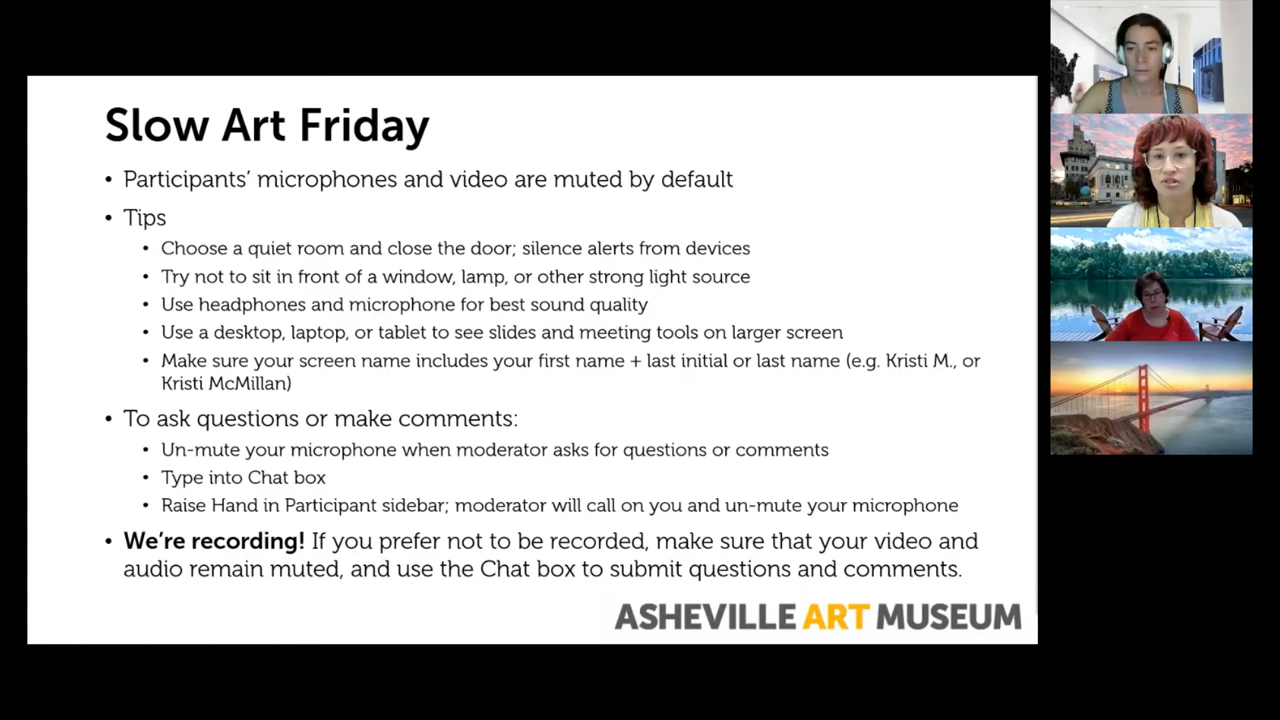 Slow Art Friday
• Participants’ microphones and video are muted by default
• Tips
• Choose a quiet room and close the door; silence alerts from devices
• Try not to sit in front of a window, lamp, or other strong light source
• Use headphones and microphone for best sound quality
• Use a desktop, laptop, or tablet to see slides and meeting tools on larger screen
• Make sure your screen name includes your first name + last initial or last name (e.g. Kristi M., or
Kristi McMillan)
• To ask questions or make comments:
• Un-mute your microphone when moderator asks for questions or comments
• Type into Chat box
• Raise Hand in Participant sidebar; moderator will call on you and un-mute your microphone
• We’re recording! If you prefer not to be recorded, make sure that your video and
audio remain muted, and use the Chat box to submit questions and comments.
ASHEVILLE ART MUSEUM